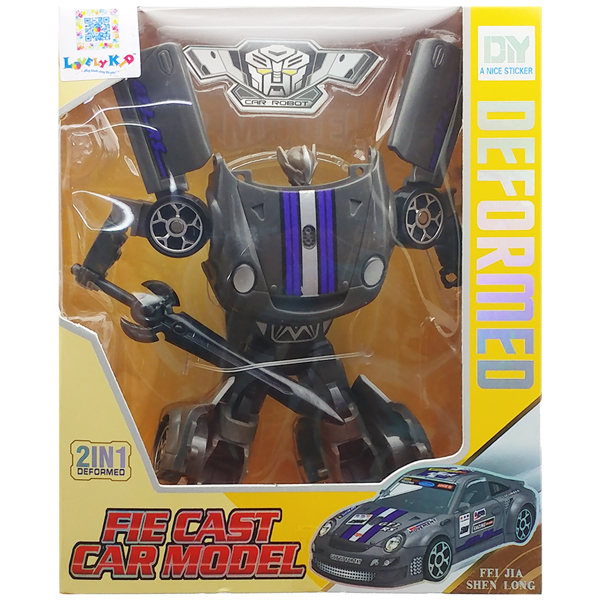 LOVELY KID
CAR ROBOT
DIY
A NICE STICKER
DEFORMED
2IN1
DEFORMED
FIE CAST
CAR MODEL
FEI JIA
SHEN LONG